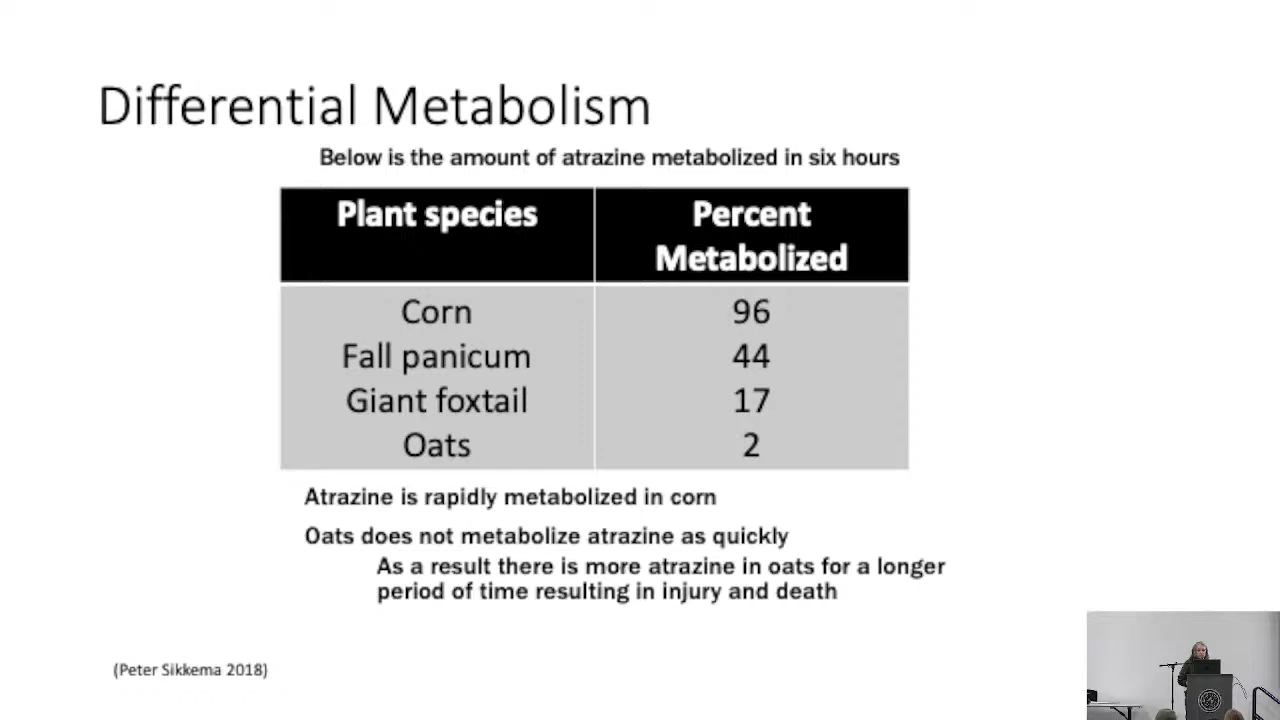 Differential Metabolism
Below is the amount of atrazine metabolized in six hours
Plant species Percent
Metabolized
Corn 96
Fall panicum 44
Giant foxtail 17
Oats 2
Atrazine is rapidly metabolized in corn
Oats does not metabolize atrazine as quickly
As a result there is more atrazine in oats for a longer
period of time resulting in injury and death
(Peter Sikkema 2018)